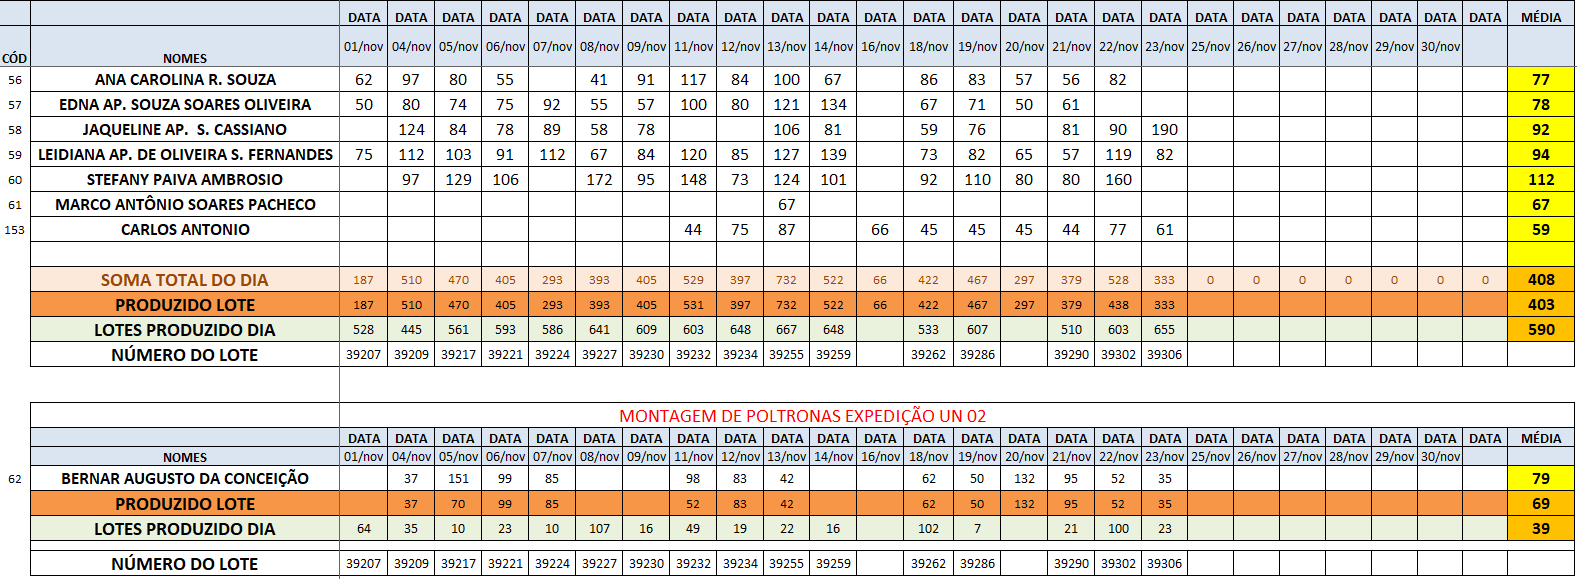 DATA DATA DATA DATA DATA DATA DATA DATA DATA DATA DATA DATA DATA DATA DATA DATA DATA DATA DATA DATA DATA DATA DATA DATA DATA MÉDIA
CÓD NOMES 01/nov 04/nov 05/nov 06/nov 07/nov 08/nov 09/nov 11/nov 12/nov 13/nov 14/nov 16/nov 18/nov 19/nov 20/nov 21/nov 22/nov 23/nov 25/nov 26/nov 27/nov 28/nov 29/nov 30/nov
56 ANA CAROLINA R. SOUZA 62 97 80 55 41 91 117 84 100 67 86 83 57 56 82 77
57 EDNA AP. SOUZA SOARES OLIVEIRA 50 80 74 75 92 55 57 100 80 121 134 67 71 50 61 78
58 JAQUELINE AP. S. CASSIANO 124 84 78 89 58 78 106 81 59 76 81 90 190 92
59 LEIDIANA AP. DE OLIVEIRA S. FERNANDES 75 112 103 91 112 67 84 120 85 127 139 73 82 65 57 119 82 94
60 STEFANY PAIVA AMBROSIO 97 129 106 172 95 148 73 124 101 92 110 80 80 160 112
61 MARCO ANTÔNIO SOARES PACHECO 67 67
153 CARLOS ANTONIO 44 75 87 66 45 45 45 44 77 61 59
SOMA TOTAL DO DIA 187 510 470 405 293 393 405 529 397 732 522 66 422 467 297 379 528 333 0 0 0 0 0 0 0 408
PRODUZIDO LOTE 187 510 470 405 293 393 405 531 397 732 522 66 422 467 297 379 438 333 403
LOTES PRODUZIDO DIA 528 445 561 593 586 641 609 603 648 667 648 533 607 510 603 655 590
NÚMERO DO LOTE 39207 39209 39217 39221 39224 39227 39230 39232 39234 39255 39259 39262 39286 39290 39302 39306
MONTAGEM DE POLTRONAS EXPEDIÇÃO UN 02
DATA DATA DATA DATA DATA DATA DATA DATA DATA DATA DATA DATA DATA DATA DATA DATA DATA DATA DATA DATA DATA DATA DATA DATA DATA MÉDIA
NOMES 01/nov 04/nov 05/nov 06/nov 07/nov 08/nov 09/nov 11/nov 12/nov 13/nov 14/nov 16/nov 18/nov 19/nov 20/nov 21/nov 22/nov 23/nov 25/nov 26/nov 27/nov 28/nov 29/nov 30/nov
62 BERNAR AUGUSTO DA CONCEIÇÃO 37 151 99 85 98 83 42 62 50 132 95 52 35 79
PRODUZIDO LOTE 37 70 99 85 52 83 42 62 50 132 95 52 35 69
LOTES PRODUZIDO DIA 64 35 10 23 10 107 16 49 19 22 16 102 7 21 100 23 39
NÚMERO DO LOTE 39207 39209 39217 39221 39224 39227 39230 39232 39234 39255 39259 39262 39286 39290 39302 39306